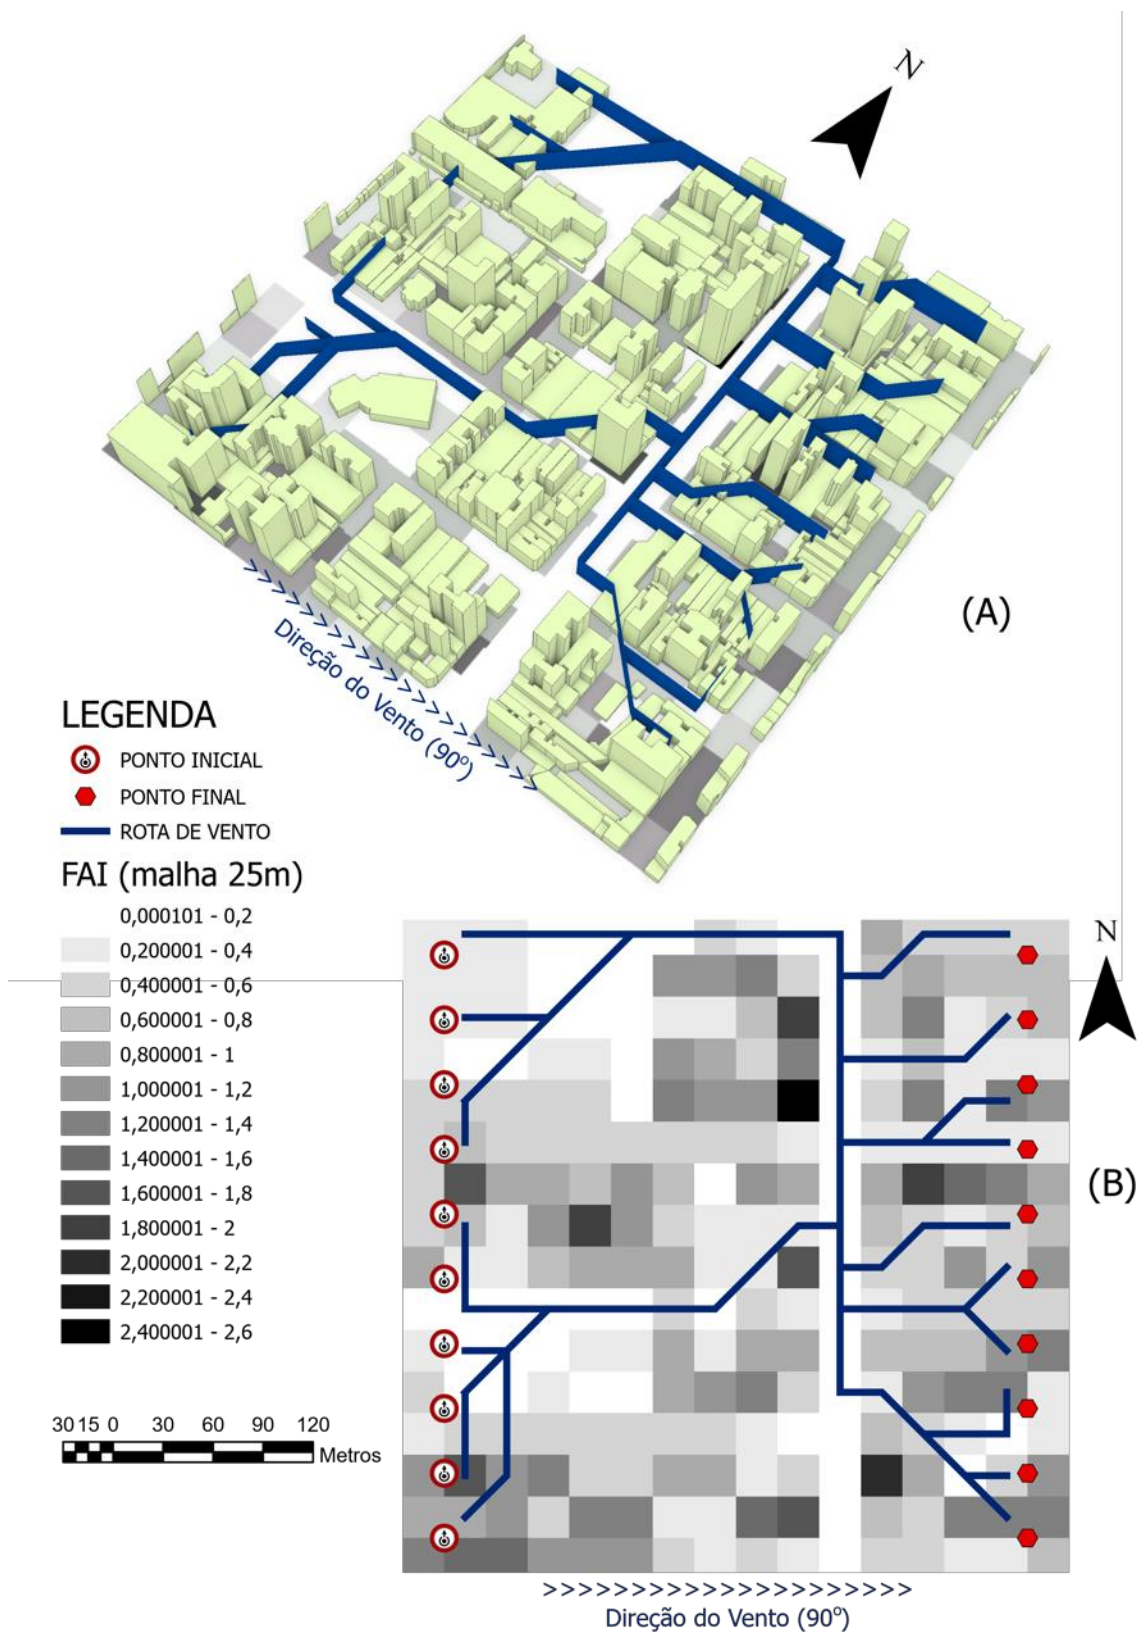 N
(A)
Direção do Vento (90°)
>>>>>>>>>>>>>>>>>>>>>
LEGENDA
PONTO INICIAL
PONTO FINAL
ROTA DE VENTO
FAI (malha 25m)
0,000101 - 0,2
0,200001 - 0,4
0,400001 - 0,6
0,600001 - 0,8
0,800001 - 1
1,000001 - 1,2
1,200001 - 1,4
1,400001 - 1,6
1,600001 - 1,8
1,800001 - 2
2,000001 - 2,2
2,200001 - 2,4
2,400001 - 2,6
30 15 0 30 60 90 120
Metros
N
(B)
>>>>>>>>>>>>>>>>>>>>>
Direção do Vento (90°)